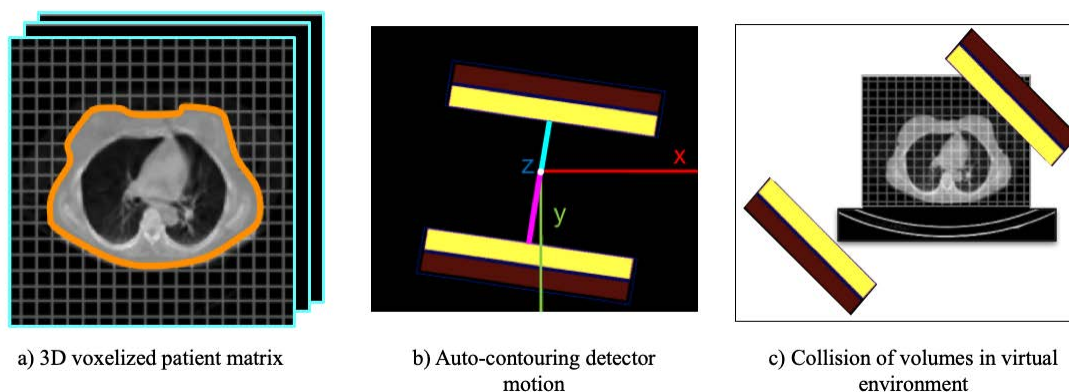 z
x
y
a) 3D voxelized patient matrix
b) Auto-contouring detector
motion
c) Collision of volumes in virtual
environment